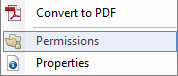 Convert to PDF
Permissions
Properties